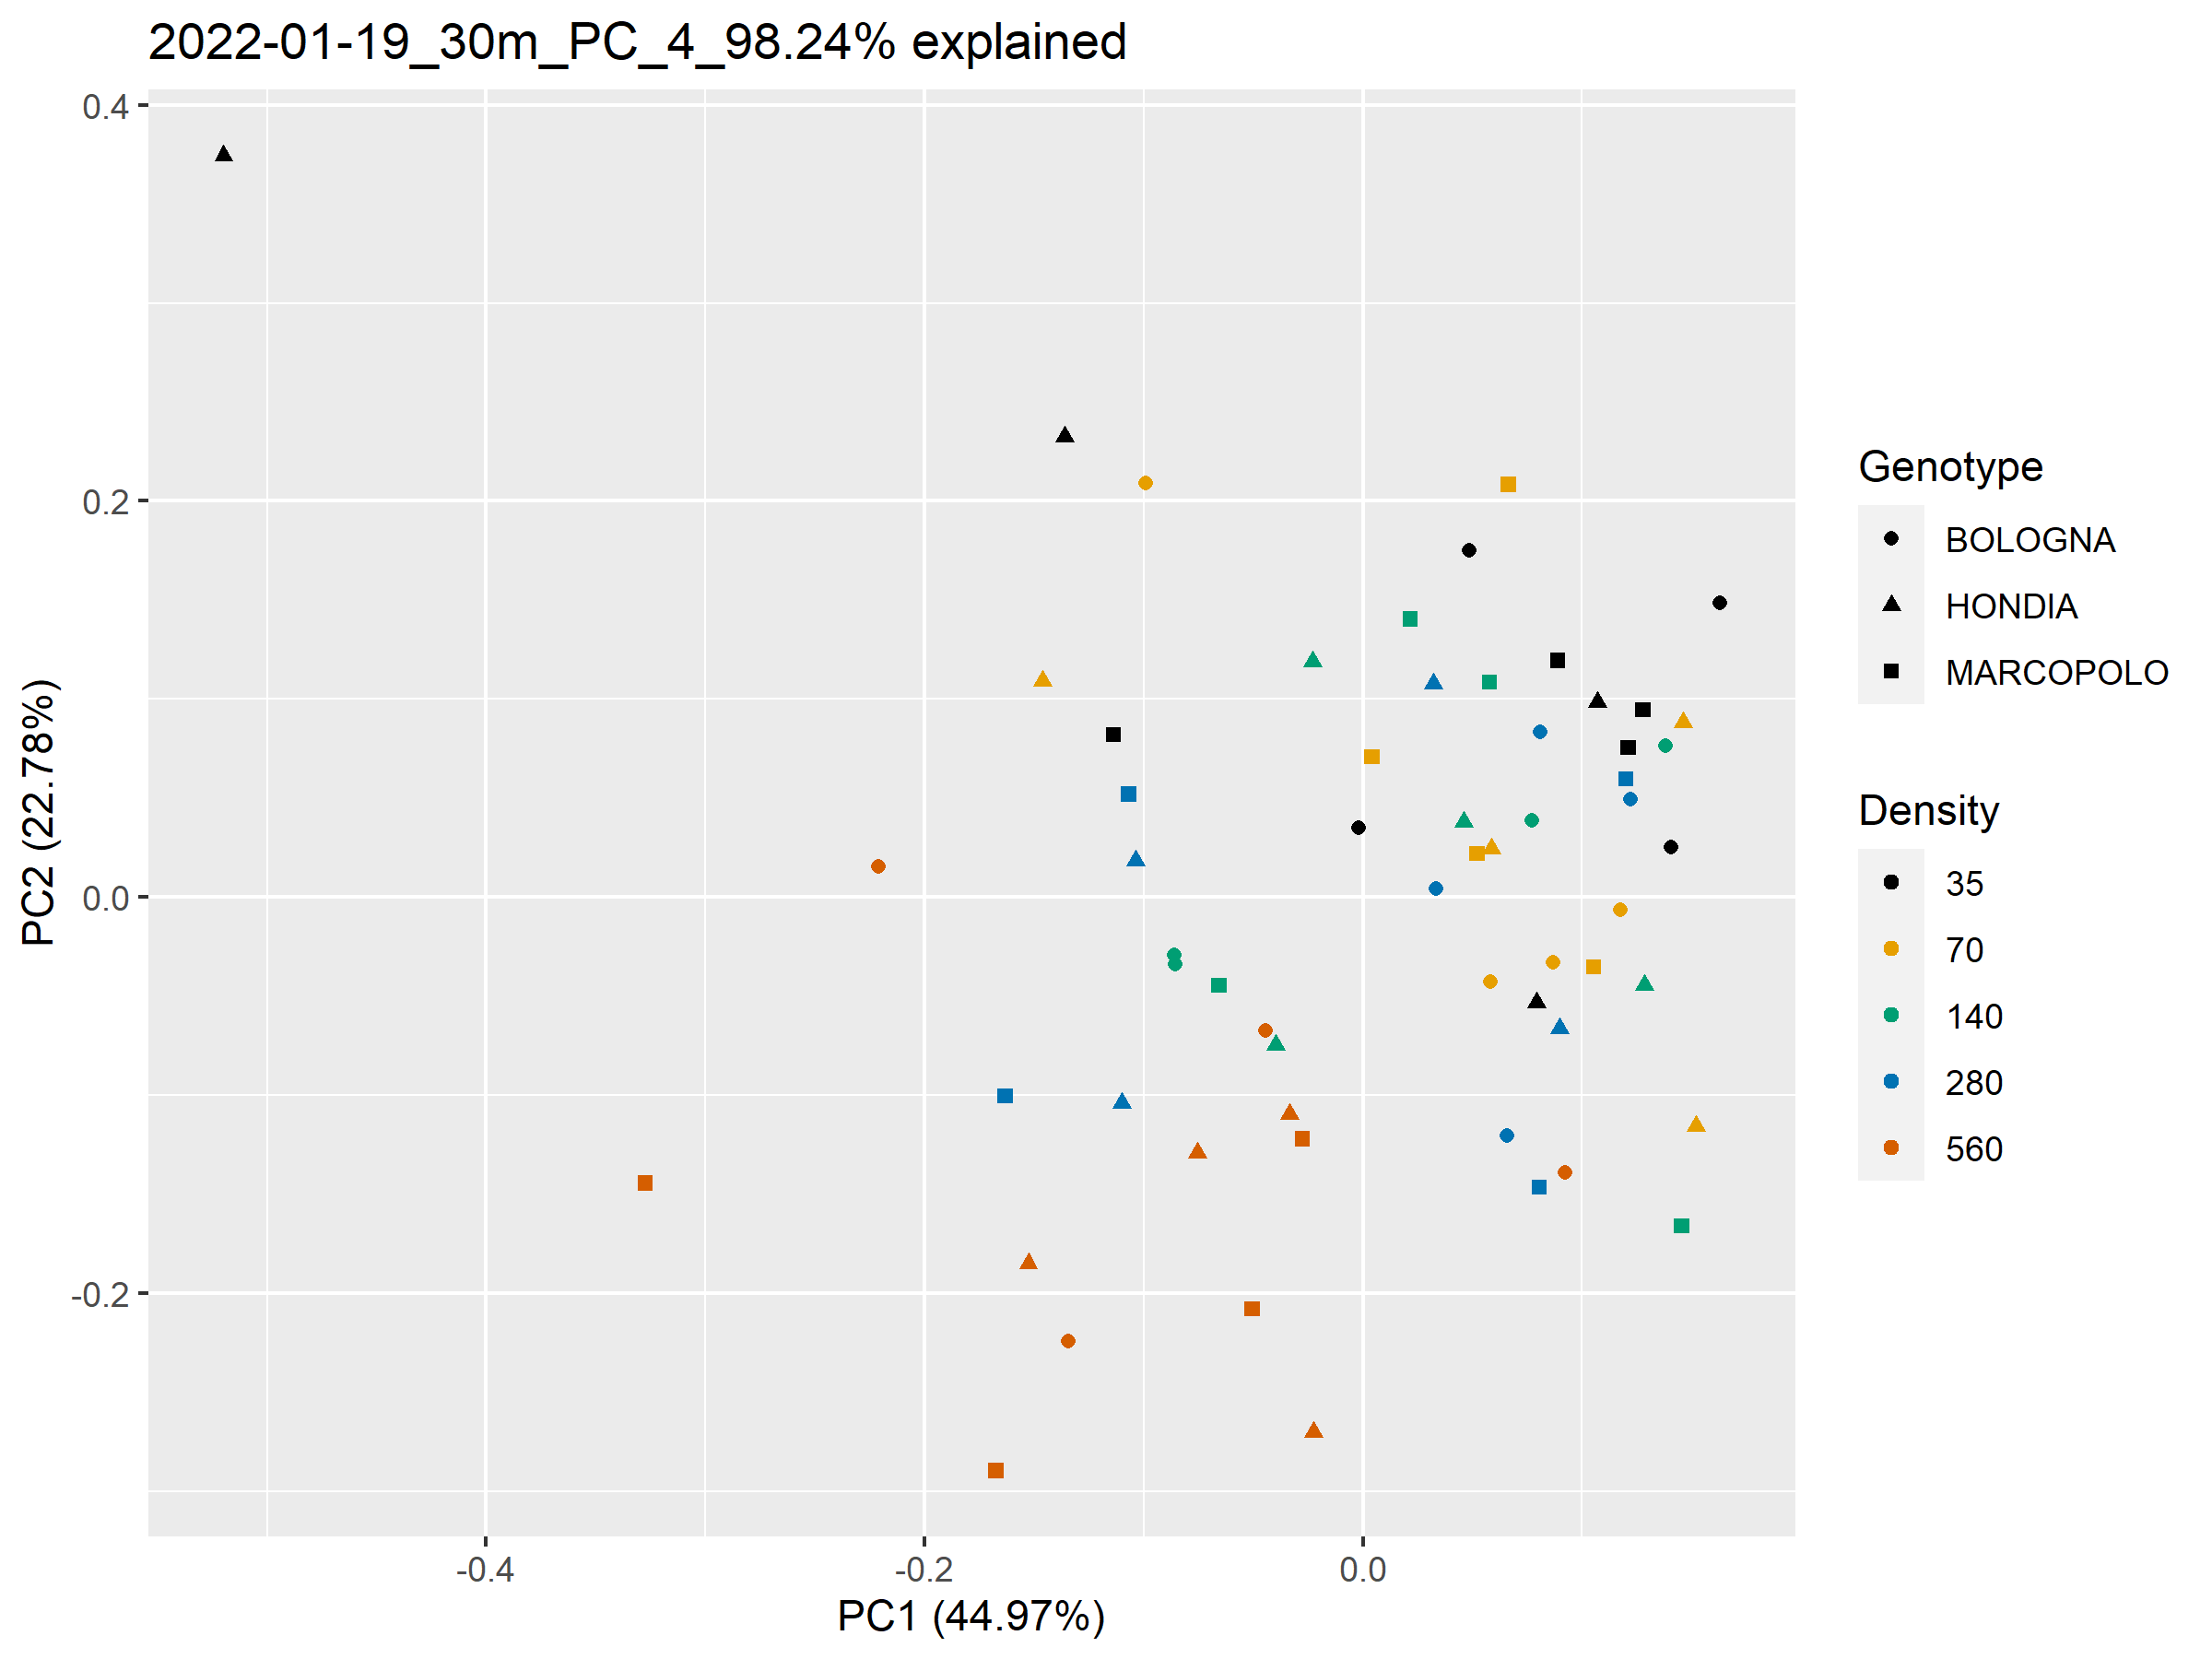 2022-01-19_30m_PC_4_98.24% explained
0.4
0.2
0.0
-0.2
PC2 (22.78%)
-0.4
-0.2
0.0
PC1 (44.97%)
Genotype
BOLOGNA
HONDIA
MARCOPOLO
Density
35
70
140
280
560